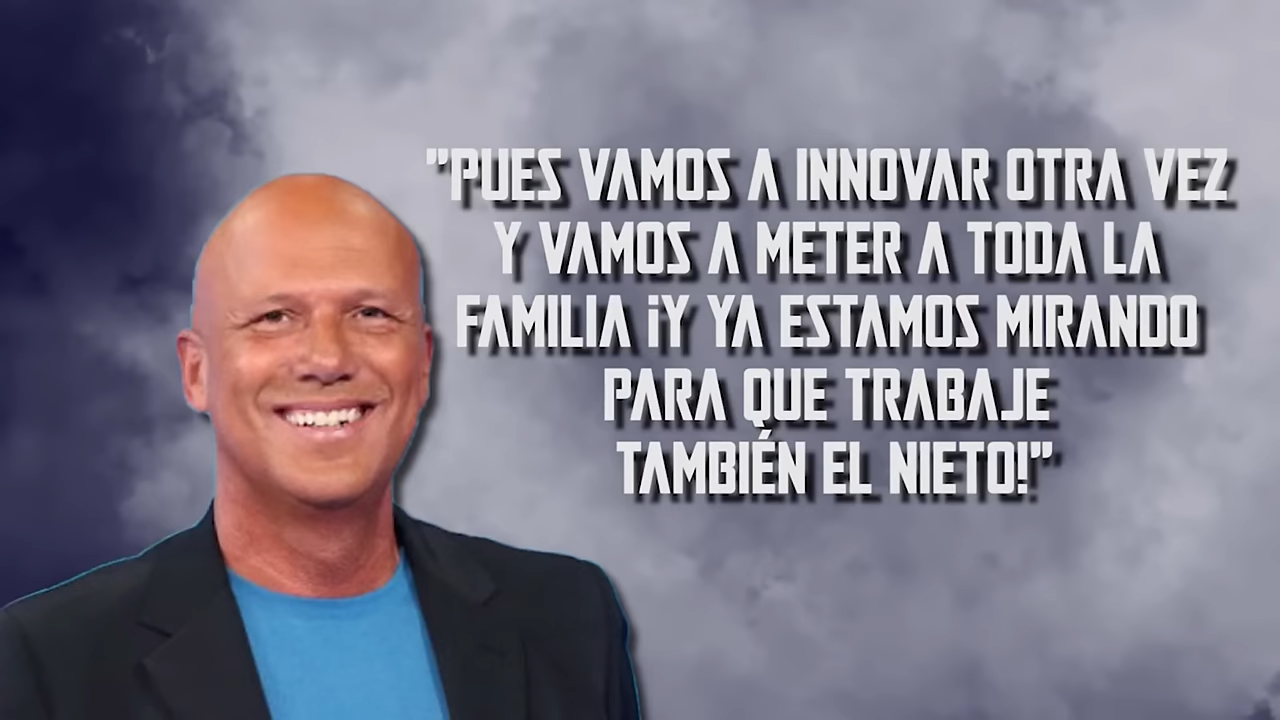 "PUES VAMOS A INNOVAR OTRA VEZ
Y VAMOS A METER A TODA LA
FAMILIA ¡Y YA ESTAMOS MIRANDO
PARA QUE TRABAJE
TAMBIÉN EL NIETO!"